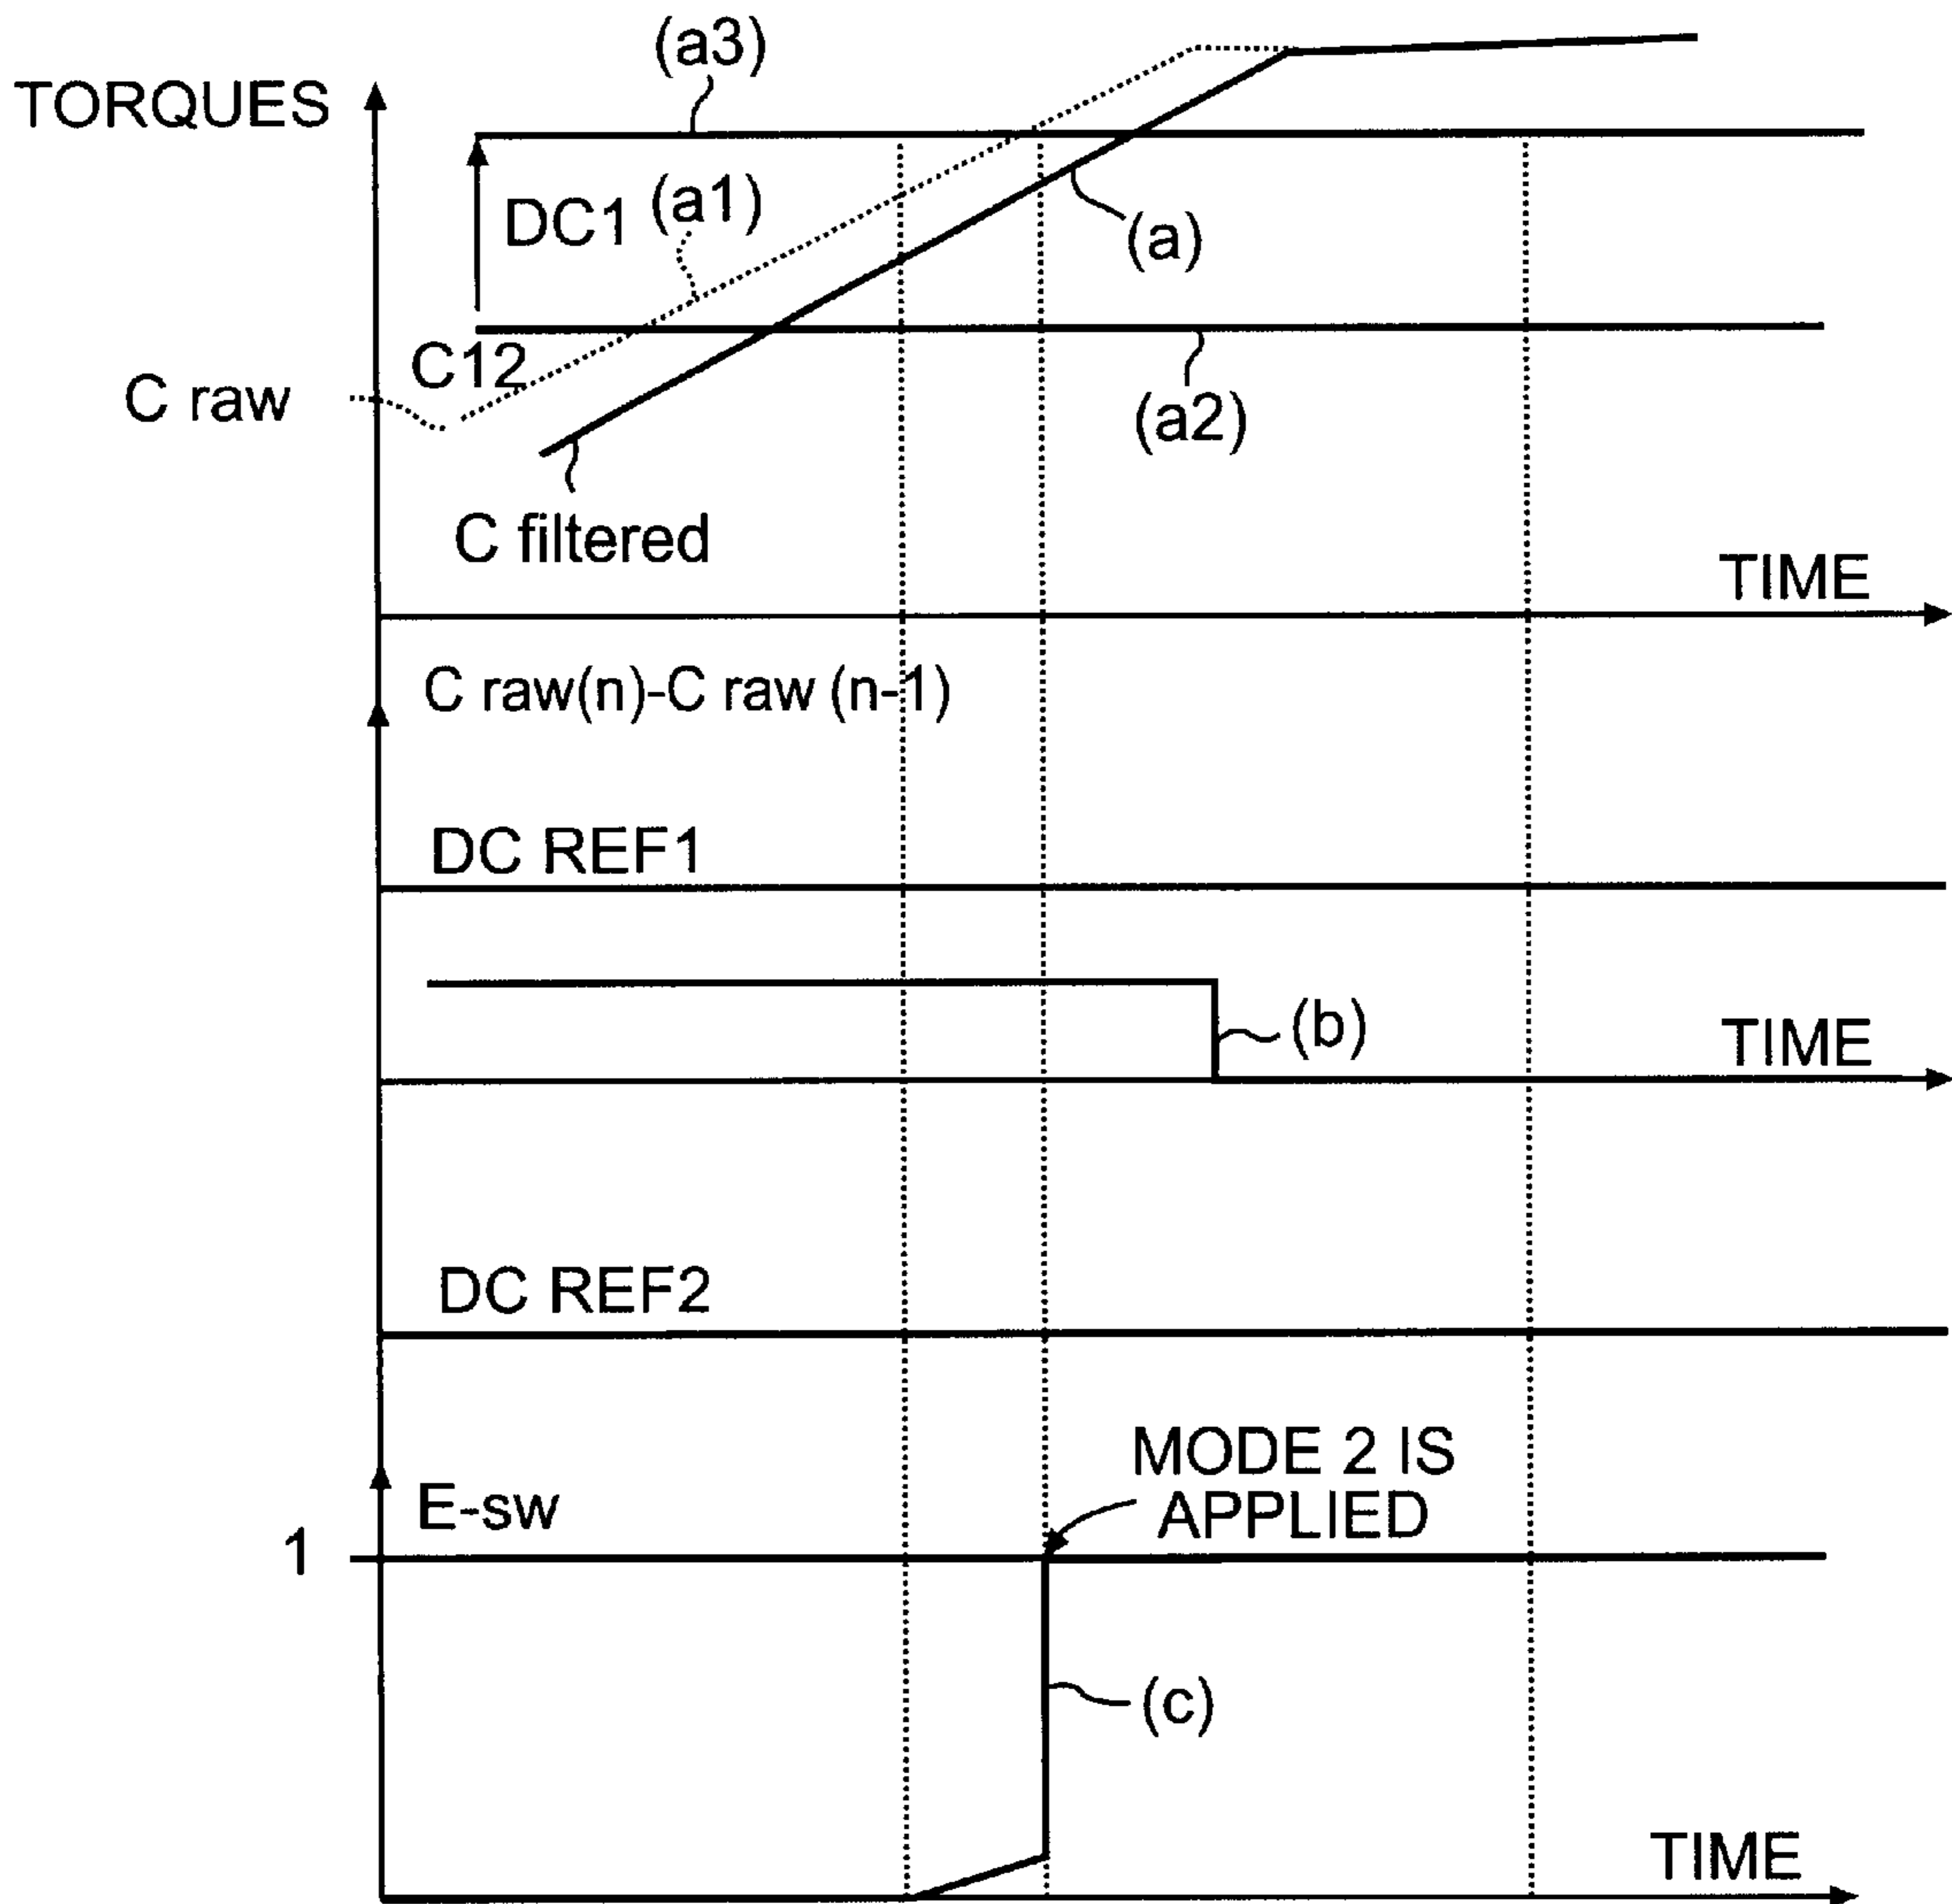 (a3)
TORQUES
DC1
(a1)
(a)
C12
C raw
(a2)
C filtered
TIME
C raw(n)-C raw (n-1)
DC REF1
(b)
TIME
DC REF2
MODE 2 IS
APPLIED
E-sw
1
(c)
TIME